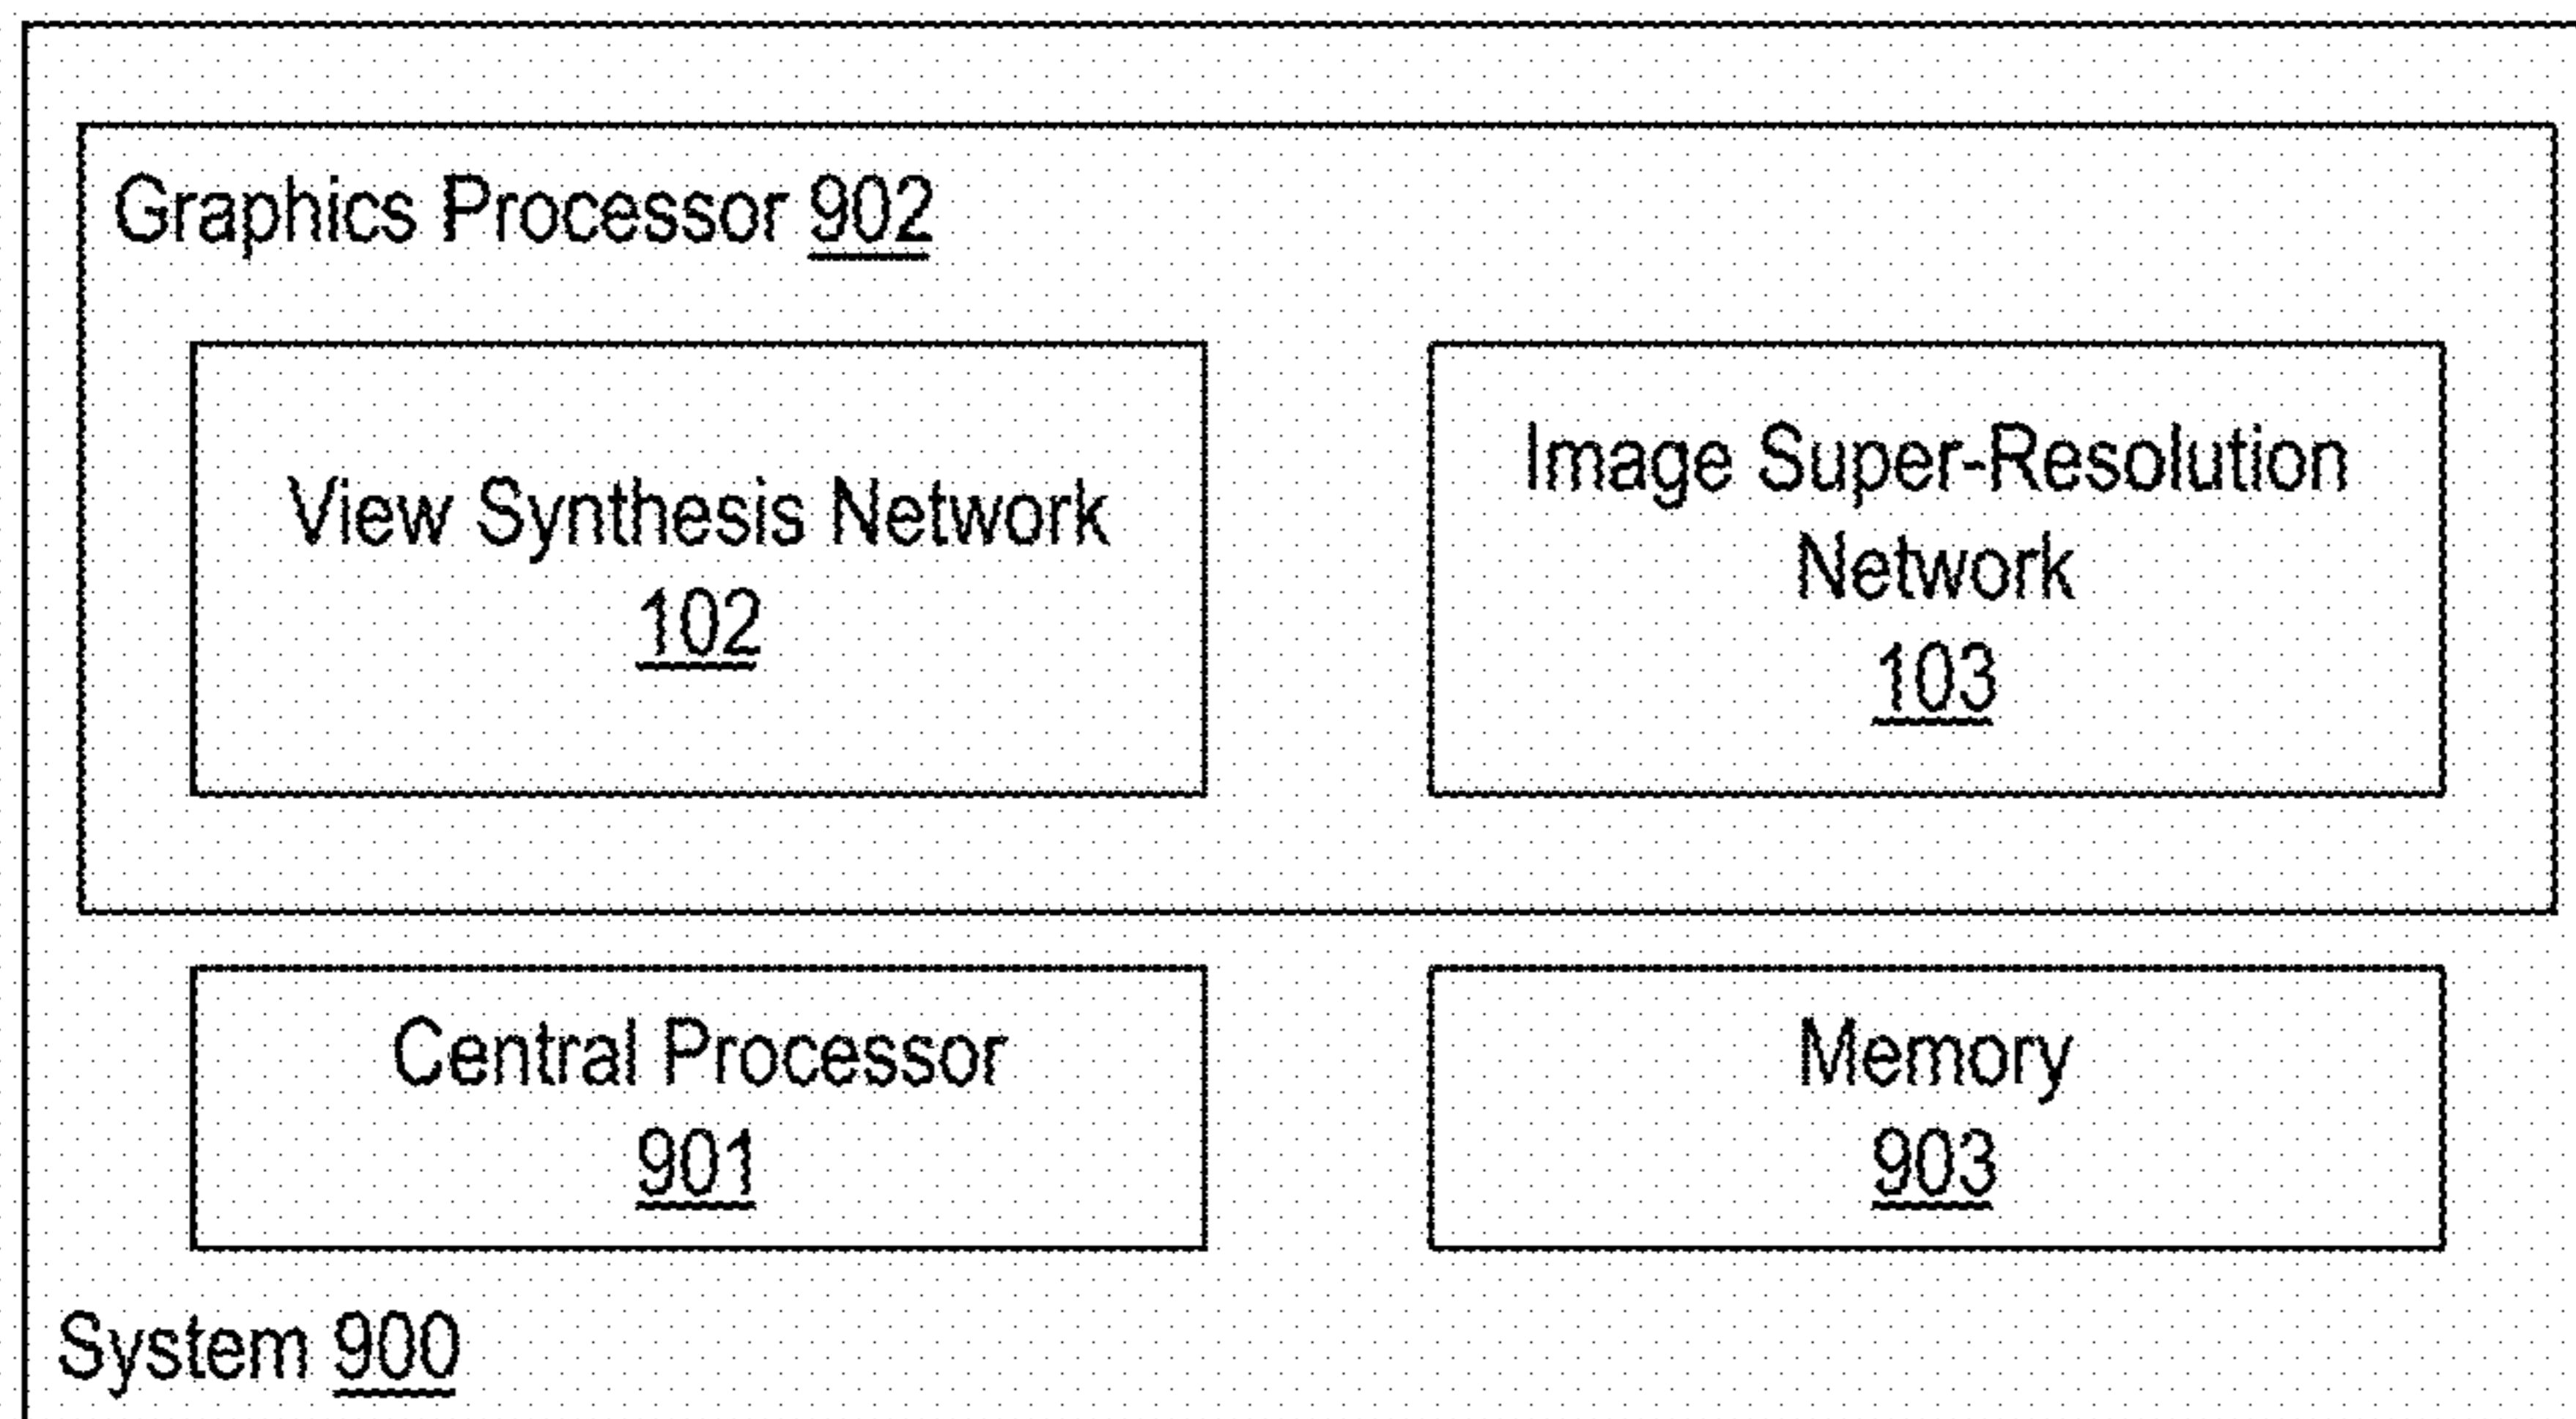 Graphics Processor 902
View Synthesis Network
102
Image Super-Resolution
Network
103
Central Processor
901
Memory
903
System 900